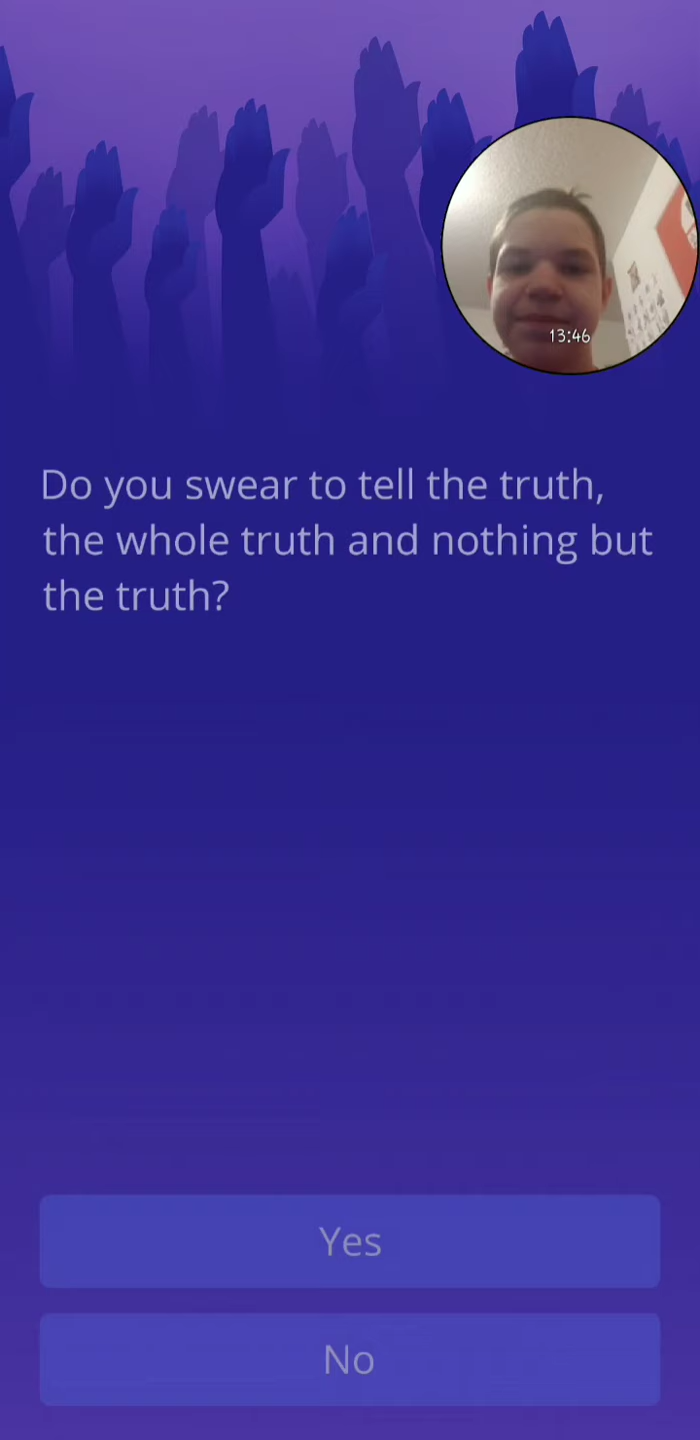 13:46
Do you swear to tell the truth,
the whole truth and nothing but
the truth?
Yes
No